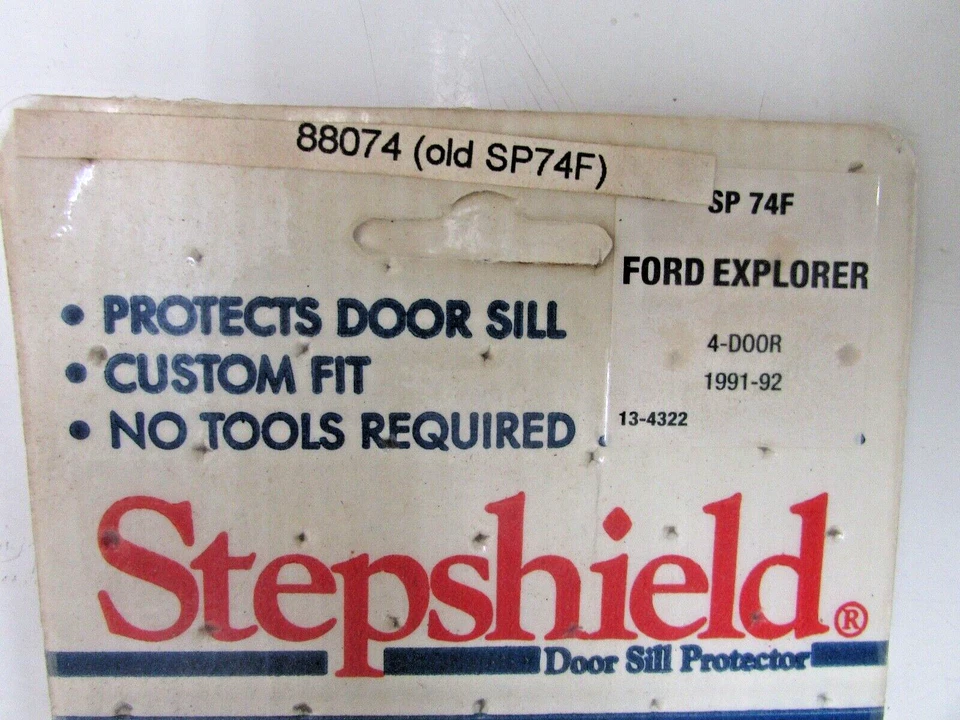 88074 (old SP74F)
SP 74F
FORD EXPLORER
4-DOOR
1991-92
13-4322
• PROTECTS DOOR SILL
• CUSTOM FIT
• NO TOOLS REQUIRED
Stepshield®
Door Sill Protector